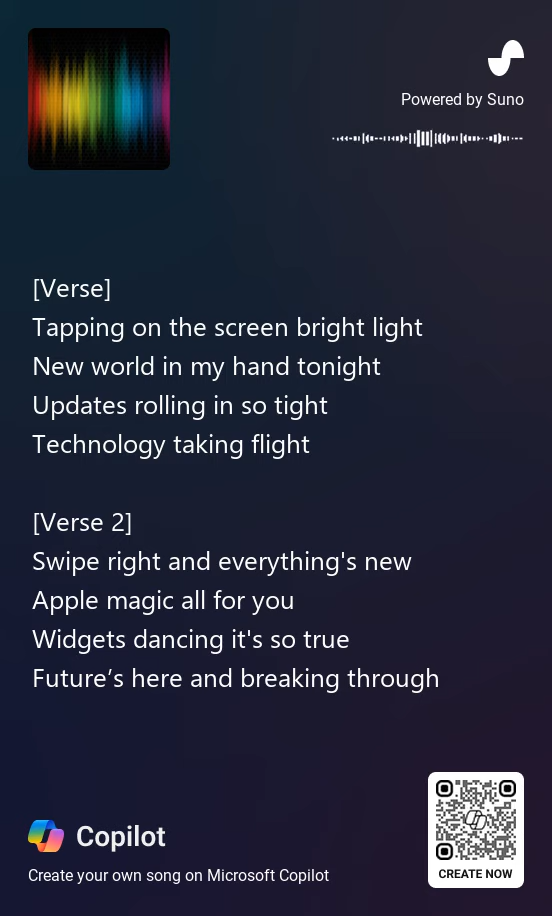 Powered by Suno
[Verse]
Tapping on the screen bright light
New world in my hand tonight
Updates rolling in so tight
Technology taking flight
[Verse 2]
Swipe right and everything's new
Apple magic all for you
Widgets dancing it's so true
Future’s here and breaking through
Copilot
Create your own song on Microsoft Copilot
CREATE NOW